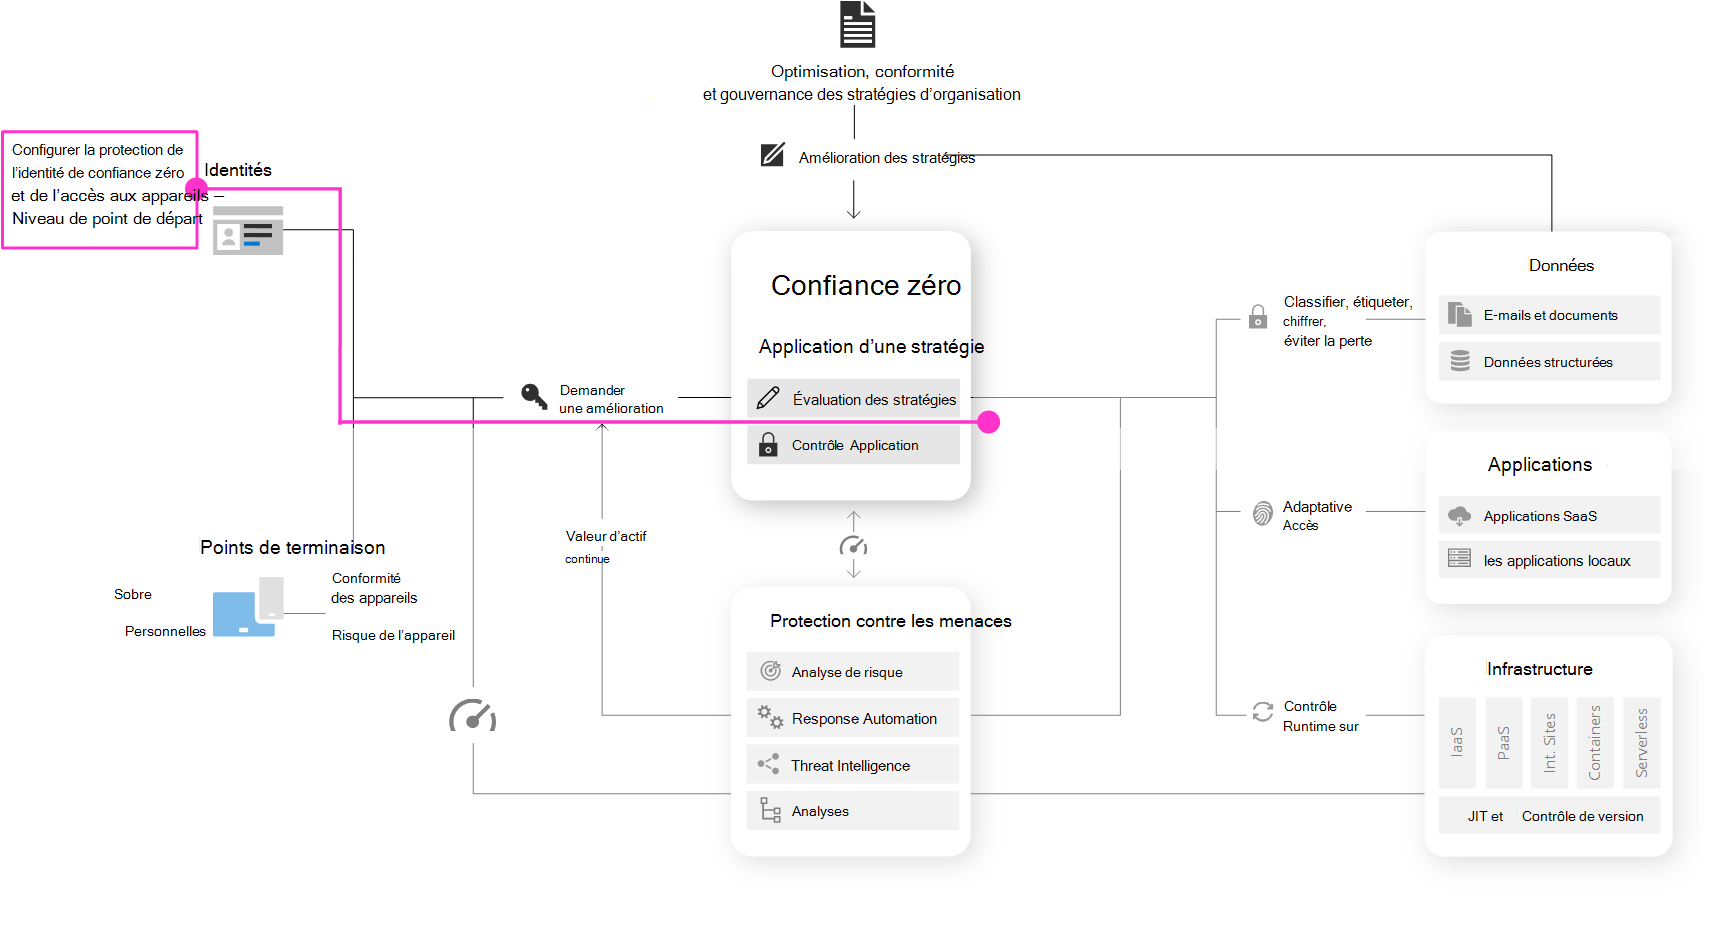 Optimisation, conformité
et gouvernance des stratégies d’organisation
Amélioration des stratégies
Configurer la protection de
l’identité de confiance zéro
et de l’accès aux appareils –
Niveau de point de départ
Identités
Confiance zéro
Application d’une stratégie
Évaluation des stratégies
Contrôle Application
Demander
une amélioration
Valeur d’actif
continue
Points de terminaison
Sobre
Personnelles
Conformité
des appareils
Risque de l’appareil
Protection contre les menaces
Analyse de risque
Response Automation
Threat Intelligence
Analyses
Classifier, étiqueter,
chiffrer,
éviter la perte
Adaptative
Accès
Contrôle
Runtime sur
Données
E-mails et documents
Données structurées
Applications
Applications SaaS
les applications locaux
Infrastructure
IaaS
PaaS
Int. Sites
Containers
Serverless
JIT et Contrôle de version